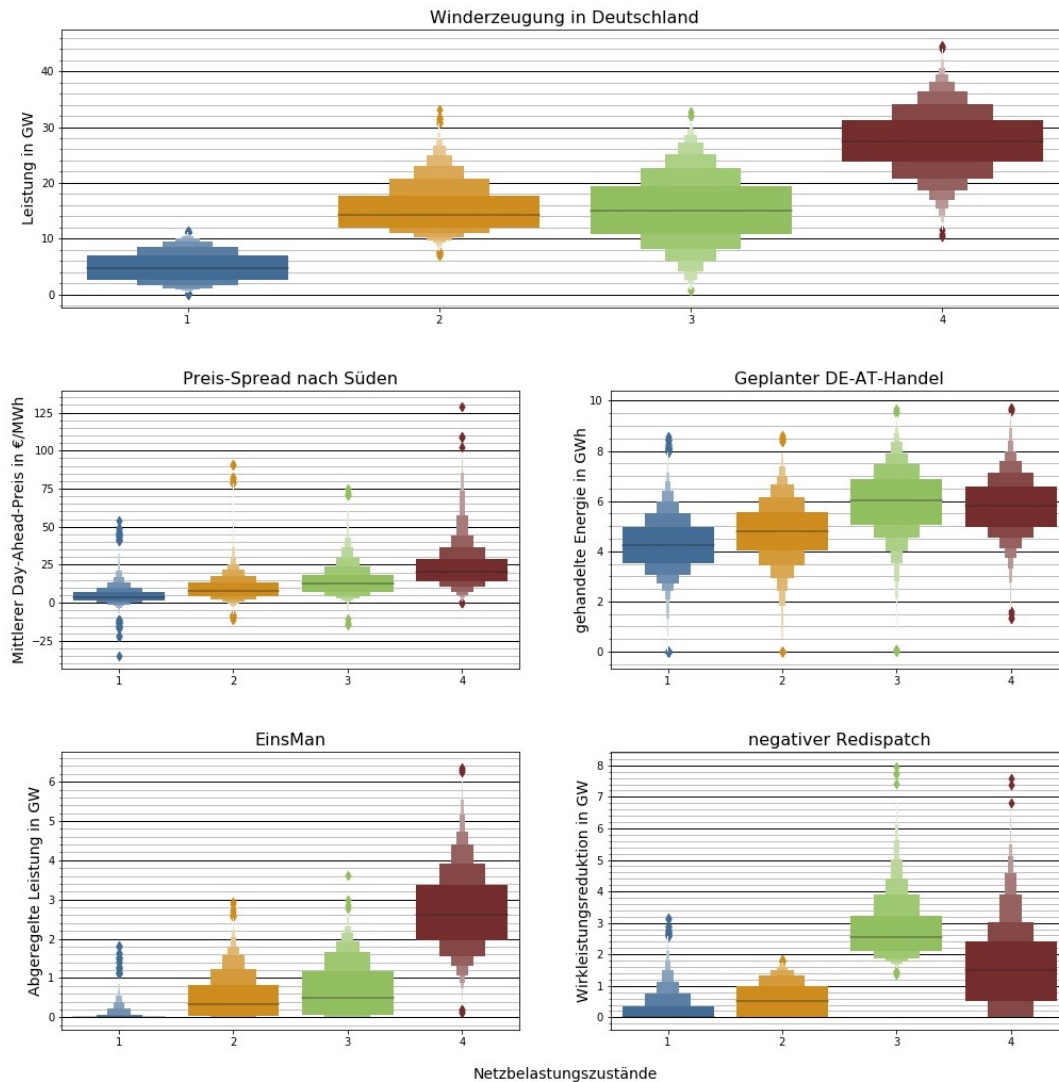 Winderzeugung in Deutschland
Leistung in GW
40
30
20
10
0
1 2 3 4
Preis-Spread nach Süden
Mittlerer Day-Ahead-Preis in €/MWh
125
100
75
50
25
0
−25
1 2 3 4
Geplanter DE-AT-Handel
gehandelte Energie in GWh
10
8
6
4
2
0
1 2 3 4
EinsMan
Abgeregelte Leistung in GW
6
5
4
3
2
1
0
1 2 3 4
negativer Redispatch
Wirkleistungsreduktion in GW
8
7
6
5
4
3
2
1
0
1 2 3 4
Netzbelastungszustände